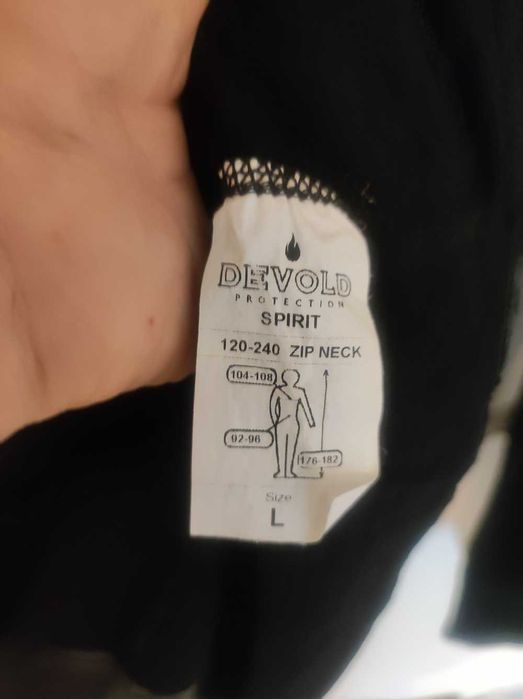 DEVOLD
PROTECTION
SPIRIT
120-240 ZIP NECK
104-108
92-96
176-182
Size
L